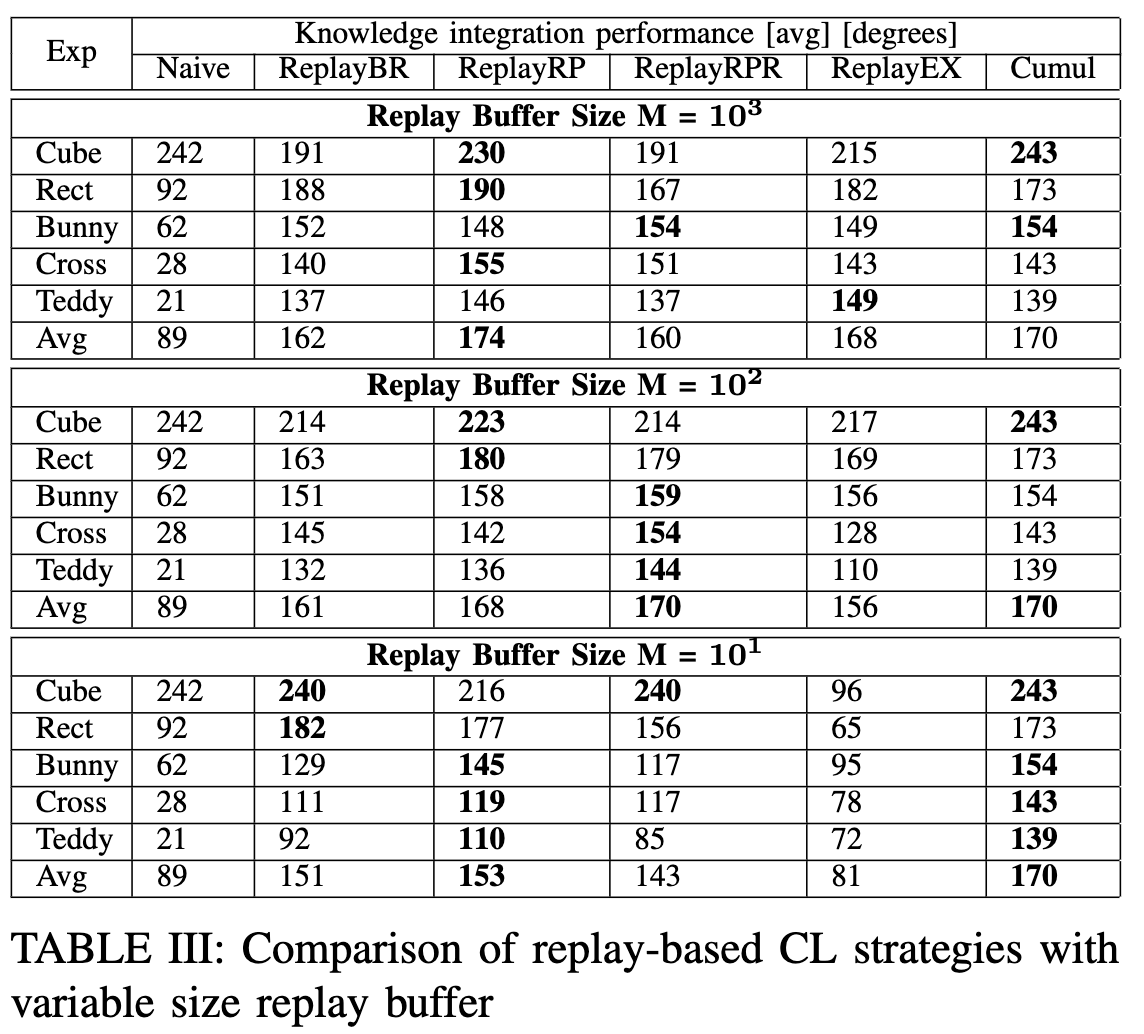 Exp Knowledge integration performance [avg] [degrees]
Naive ReplayBR ReplayRP ReplayRPR ReplayEX Cumul
Replay Buffer Size M = 10³
Cube 242 191 230 191 215 243
Rect 92 188 190 167 182 173
Bunny 62 152 148 154 149 154
Cross 28 140 155 151 143 143
Teddy 21 137 146 137 149 139
Avg 89 162 174 160 168 170
Replay Buffer Size M = 10²
Cube 242 214 223 214 217 243
Rect 92 163 180 179 169 173
Bunny 62 151 158 159 156 154
Cross 28 145 142 154 128 143
Teddy 21 132 136 144 110 139
Avg 89 161 168 170 156 170
Replay Buffer Size M = 10¹
Cube 242 240 216 240 96 243
Rect 92 182 177 156 65 173
Bunny 62 129 145 117 95 154
Cross 28 111 119 117 78 143
Teddy 21 92 110 85 72 139
Avg 89 151 153 143 81 170
TABLE III: Comparison of replay-based CL strategies with
variable size replay buffer